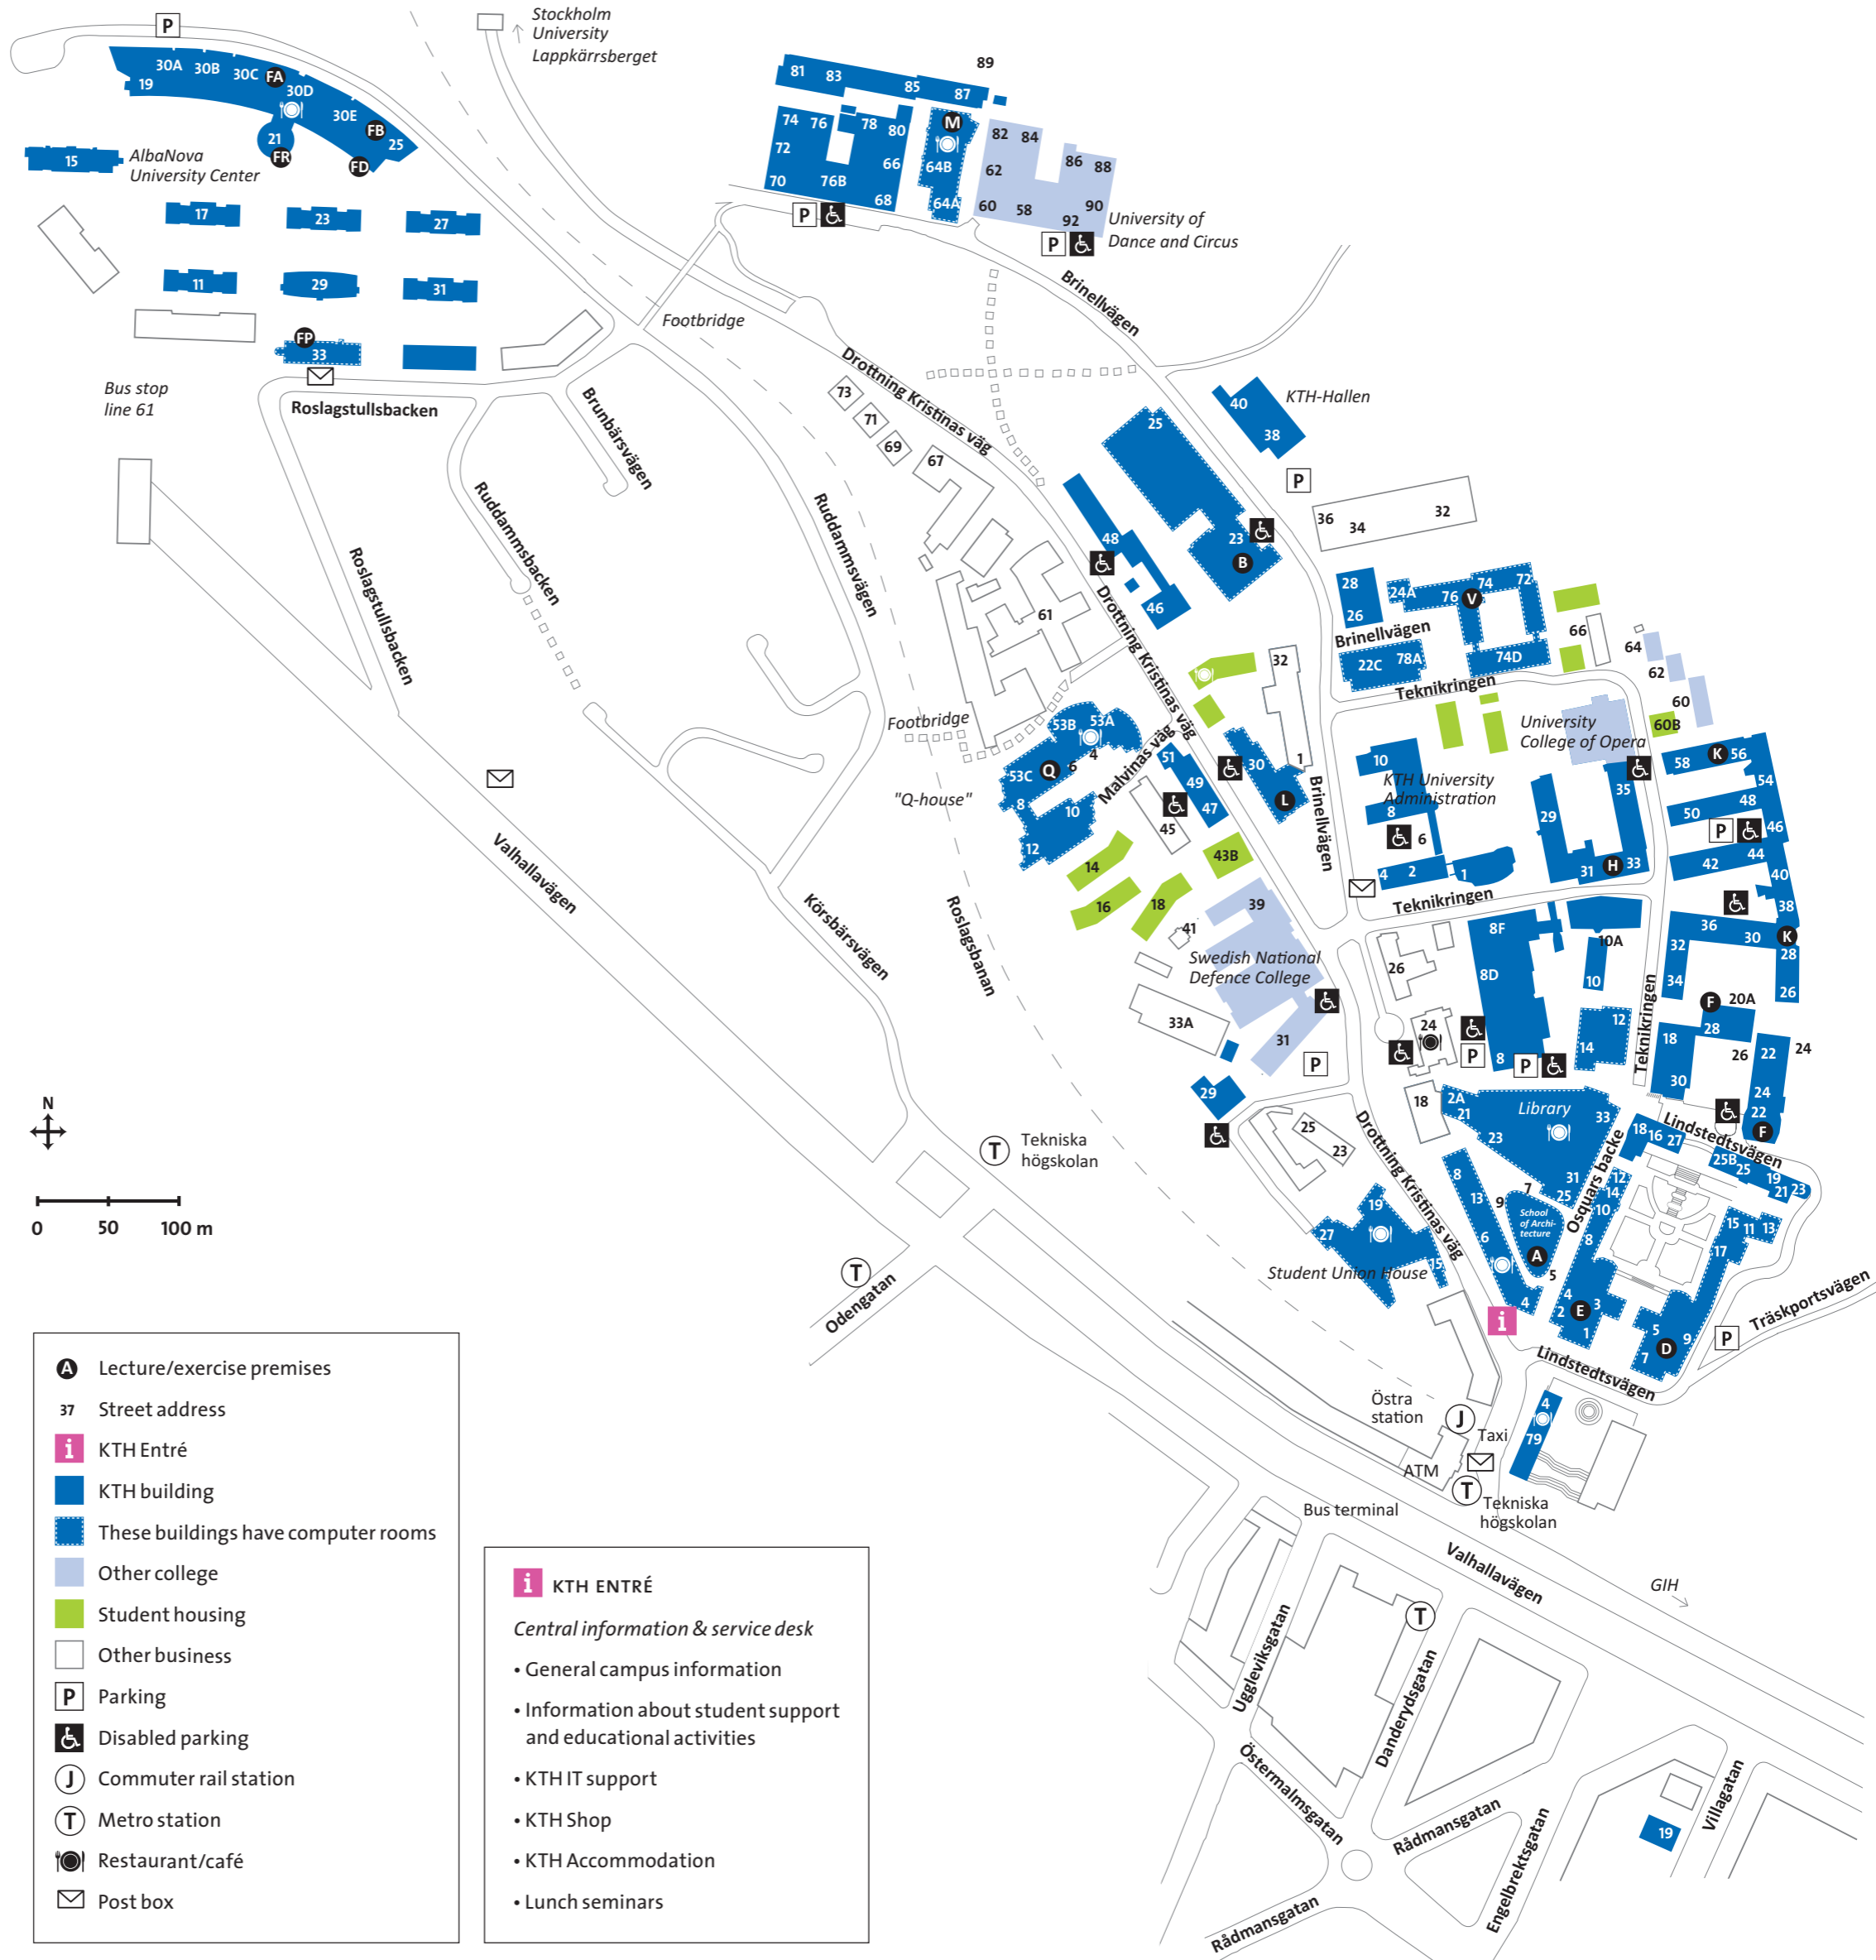 Stockholm
University
Lappkärrsberget
P
30A 30B 30C FA
19
30D
30E
FB
25
21
FR
FD
15
AlbaNova
University Center
17
23
27
11
29
31
FP
33
Bus stop
line 61
Roslagstullsbacken
Brunbärsvägen
Ruddammsbacken
Ruddammsvägen
Roslagstullsbacken
Footbridge
81 83 85 87
89
74 76 78 80
72
66
70 76B 68
M
64B
64A
82 84
62
86 88
60 58 92 90
University of
Dance and Circus
P
P
Brinellvägen
Drottning Kristinas väg
73
71
69
67
61
40
38
KTH-Hallen
P
25
23
B
48
46
36 34 32
28
26
24A
76
V
74
72
Brinellvägen
22C 78A
74D
Teknikringen
66
64
62
60
60B
University
College of Opera
Drottning Kristinas väg
32
1
30
L
Brinellvägen
Footbridge
53B 53A
4
6
Q
53C
8
10
12
"Q-house"
Malvinas väg
51
49
47
45
43B
14
16
18
41
39
Swedish National
Defence College
33A
31
P
29
10
KTH University
Administration
8
6
4 2
1
Teknikringen
29
35
31
H
33
58
K
56
54
50
48
P
46
42
44
40
38
36
30
K
32
34
28
26
8F
8D
8
10A
10
12
14
Teknikringen
26
24
P
P
F
20A
28
18
30
26
22
24
24
22
F
18
2A
21
23
Library
33
31
25
Osquars backe
18 16 27
Lindstedtsvägen
25B
25
19
21 23
12
14
10
8
15 11 13
17
25
23
Drottning Kristinas väg
19
27
15
Student Union House
8
13
6
4
9
7
School
of Archi-
tecture
A
5
i
4
2
E
3
1
5
7
D
9
P
Träskportsvägen
Lindstedtsvägen
Valhallavägen
Körsbärsvägen
Roslagsbanan
T
Tekniska
högskolan
T
Odengatan
Östra
station
J
Taxi
ATM
T
Tekniska
högskolan
4
79
Bus terminal
Valhallavägen
GIH
T
Uggleviksgatan
Danderydsgatan
Östermalmsgatan
Rådmansgatan
Rådmansgatan
Engelbrektsgatan
Villagatan
19
N
0 50 100 m
A Lecture/exercise premises
37 Street address
i KTH Entré
KTH building
These buildings have computer rooms
Other college
Student housing
Other business
P Parking
Disabled parking
J Commuter rail station
T Metro station
Restaurant/café
Post box
i KTH ENTRÉ
Central information & service desk
• General campus information
• Information about student support
and educational activities
• KTH IT support
• KTH Shop
• KTH Accommodation
• Lunch seminars